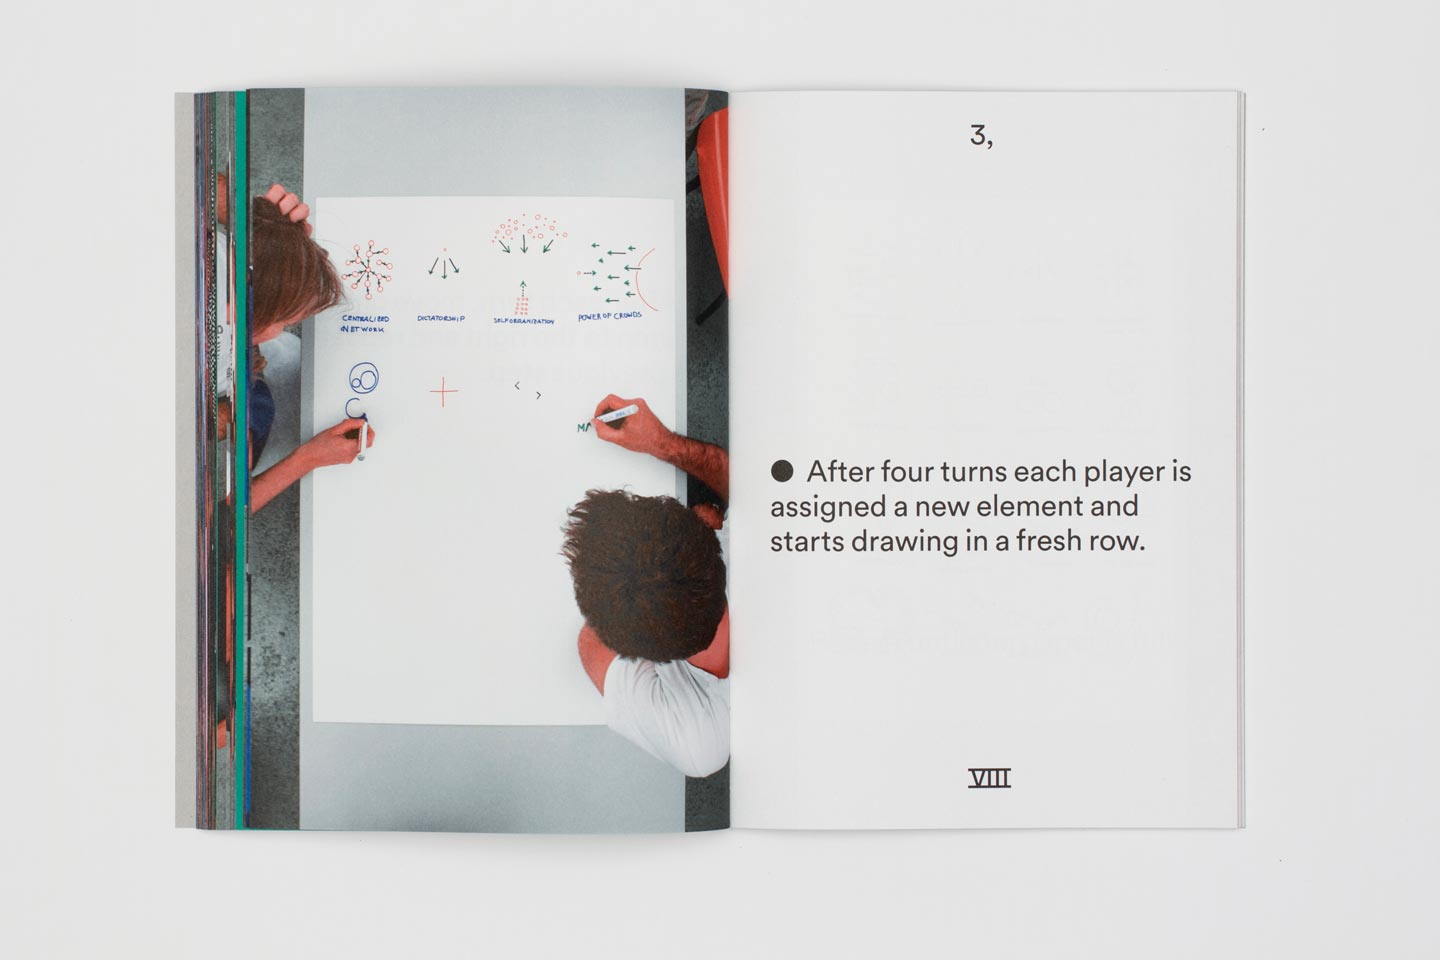 CENTRALIZED
NETWORK
DICTATORSHIP
SELFORGANIZATION
POWER OF CROWDS
MA
3,
● After four turns each player is
assigned a new element and
starts drawing in a fresh row.
VIII